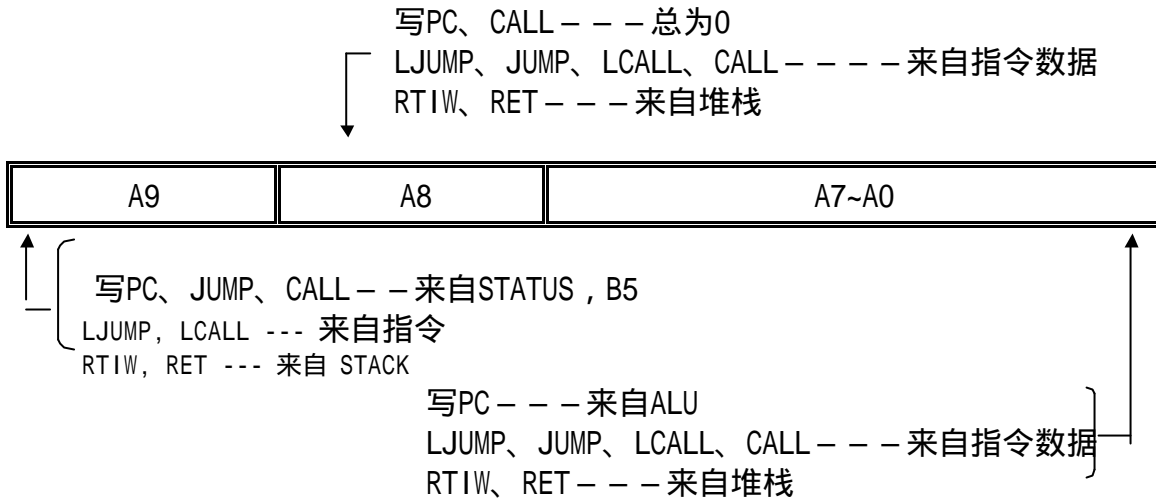 写PC、CALL－－－总为0
LJUMP、JUMP、LCALL、CALL－－－－来自指令数据
RTIW、RET－－－来自堆栈
A9 A8 A7~A0
写PC、JUMP、CALL－－来自STATUS，B5
LJUMP, LCALL --- 来自指令
RTIW, RET --- 来自 STACK
写PC－－－来自ALU
LJUMP、JUMP、LCALL、CALL－－－来自指令数据
RTIW、RET－－－来自堆栈